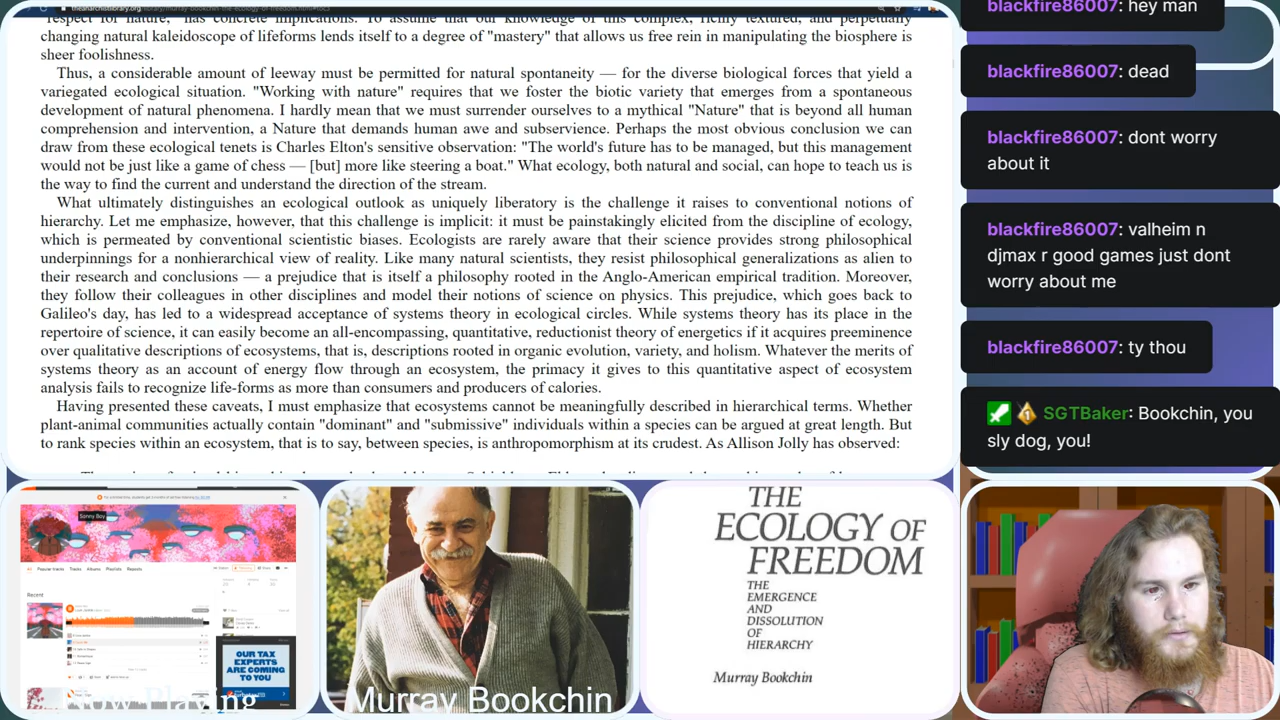 theanarchistlibrary.org/library/murray-bookchin-the-ecology-of-freedom.html#toc3
respect for nature," has concrete implications. To assume that our knowledge of this complex, richly textured, and perpetually
changing natural kaleidoscope of lifeforms lends itself to a degree of "mastery" that allows us free rein in manipulating the biosphere is
sheer foolishness.
Thus, a considerable amount of leeway must be permitted for natural spontaneity — for the diverse biological forces that yield a
variegated ecological situation. "Working with nature" requires that we foster the biotic variety that emerges from a spontaneous
development of natural phenomena. I hardly mean that we must surrender ourselves to a mythical "Nature" that is beyond all human
comprehension and intervention, a Nature that demands human awe and subservience. Perhaps the most obvious conclusion we can
draw from these ecological tenets is Charles Elton's sensitive observation: "The world's future has to be managed, but this management
would not be just like a game of chess — [but] more like steering a boat." What ecology, both natural and social, can hope to teach us is
the way to find the current and understand the direction of the stream.
What ultimately distinguishes an ecological outlook as uniquely liberatory is the challenge it raises to conventional notions of
hierarchy. Let me emphasize, however, that this challenge is implicit: it must be painstakingly elicited from the discipline of ecology,
which is permeated by conventional scientistic biases. Ecologists are rarely aware that their science provides strong philosophical
underpinnings for a nonhierarchical view of reality. Like many natural scientists, they resist philosophical generalizations as alien to
their research and conclusions — a prejudice that is itself a philosophy rooted in the Anglo-American empirical tradition. Moreover,
they follow their colleagues in other disciplines and model their notions of science on physics. This prejudice, which goes back to
Galileo's day, has led to a widespread acceptance of systems theory in ecological circles. While systems theory has its place in the
repertoire of science, it can easily become an all-encompassing, quantitative, reductionist theory of energetics if it acquires preeminence
over qualitative descriptions of ecosystems, that is, descriptions rooted in organic evolution, variety, and holism. Whatever the merits of
systems theory as an account of energy flow through an ecosystem, the primacy it gives to this quantitative aspect of ecosystem
analysis fails to recognize life-forms as more than consumers and producers of calories.
Having presented these caveats, I must emphasize that ecosystems cannot be meaningfully described in hierarchical terms. Whether
plant-animal communities actually contain "dominant" and "submissive" individuals within a species can be argued at great length. But
to rank species within an ecosystem, that is to say, between species, is anthropomorphism at its crudest. As Allison Jolly has observed:
blackfire86007: hey man
blackfire86007: dead
blackfire86007: dont worry
about it
blackfire86007: valheim n
djmax r good games just dont
worry about me
blackfire86007: ty thou
SGTBaker: Bookchin, you
sly dog, you!
Sonny Boy
All Popular tracks Tracks Albums Playlists Reposts
Recent
OUR TAX
EXPERTS
ARE COMING
TO YOU
Now Playing
Murray Bookchin
THE
ECOLOGY OF
FREEDOM
THE
EMERGENCE
AND
DISSOLUTION
OF
HIERARCHY
Murray Bookchin